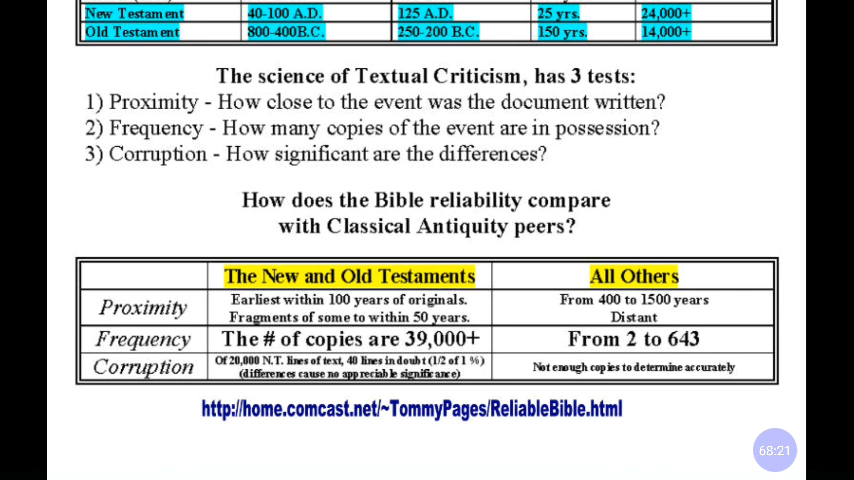 New Testament 40-100 A.D. 125 A.D. 25 yrs. 24,000+
Old Testament 800-400B.C. 250-200 B.C. 150 yrs. 14,000+
The science of Textual Criticism, has 3 tests:
1) Proximity - How close to the event was the document written?
2) Frequency - How many copies of the event are in possession?
3) Corruption - How significant are the differences?
How does the Bible reliability compare
with Classical Antiquity peers?
The New and Old Testaments All Others
Proximity Earliest within 100 years of originals. From 400 to 1500 years
Fragments of some to within 50 years. Distant
Frequency The # of copies are 39,000+ From 2 to 643
Corruption Of 20,000 N.T. lines of text, 40 lines in doubt (1/2 of 1 %) Not enough copies to determine accurately
(differences cause no appreciable significance)
http://home.comcast.net/~TommyPages/ReliableBible.html
68:21